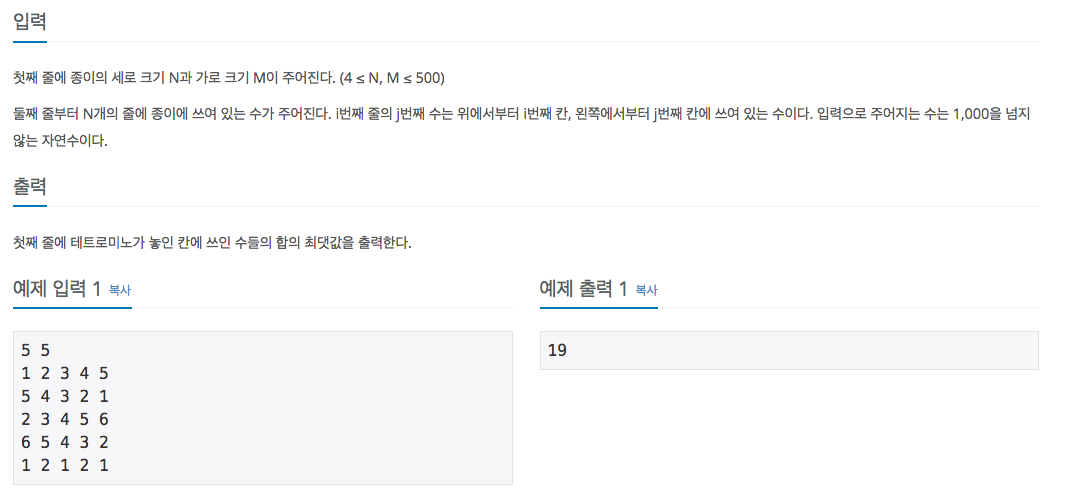 입력
첫째 줄에 종이의 세로 크기 N과 가로 크기 M이 주어진다. (4 ≤ N, M ≤ 500)
둘째 줄부터 N개의 줄에 종이에 쓰여 있는 수가 주어진다. i번째 줄의 j번째 수는 위에서부터 i번째 칸, 왼쪽에서부터 j번째 칸에 쓰여 있는 수이다. 입력으로 주어지는 수는 1,000을 넘지
않는 자연수이다.
출력
첫째 줄에 테트로미노가 놓인 칸에 쓰인 수들의 합의 최댓값을 출력한다.
예제 입력 1 복사
5 5
1 2 3 4 5
5 4 3 2 1
2 3 4 5 6
6 5 4 3 2
1 2 1 2 1
예제 출력 1 복사
19